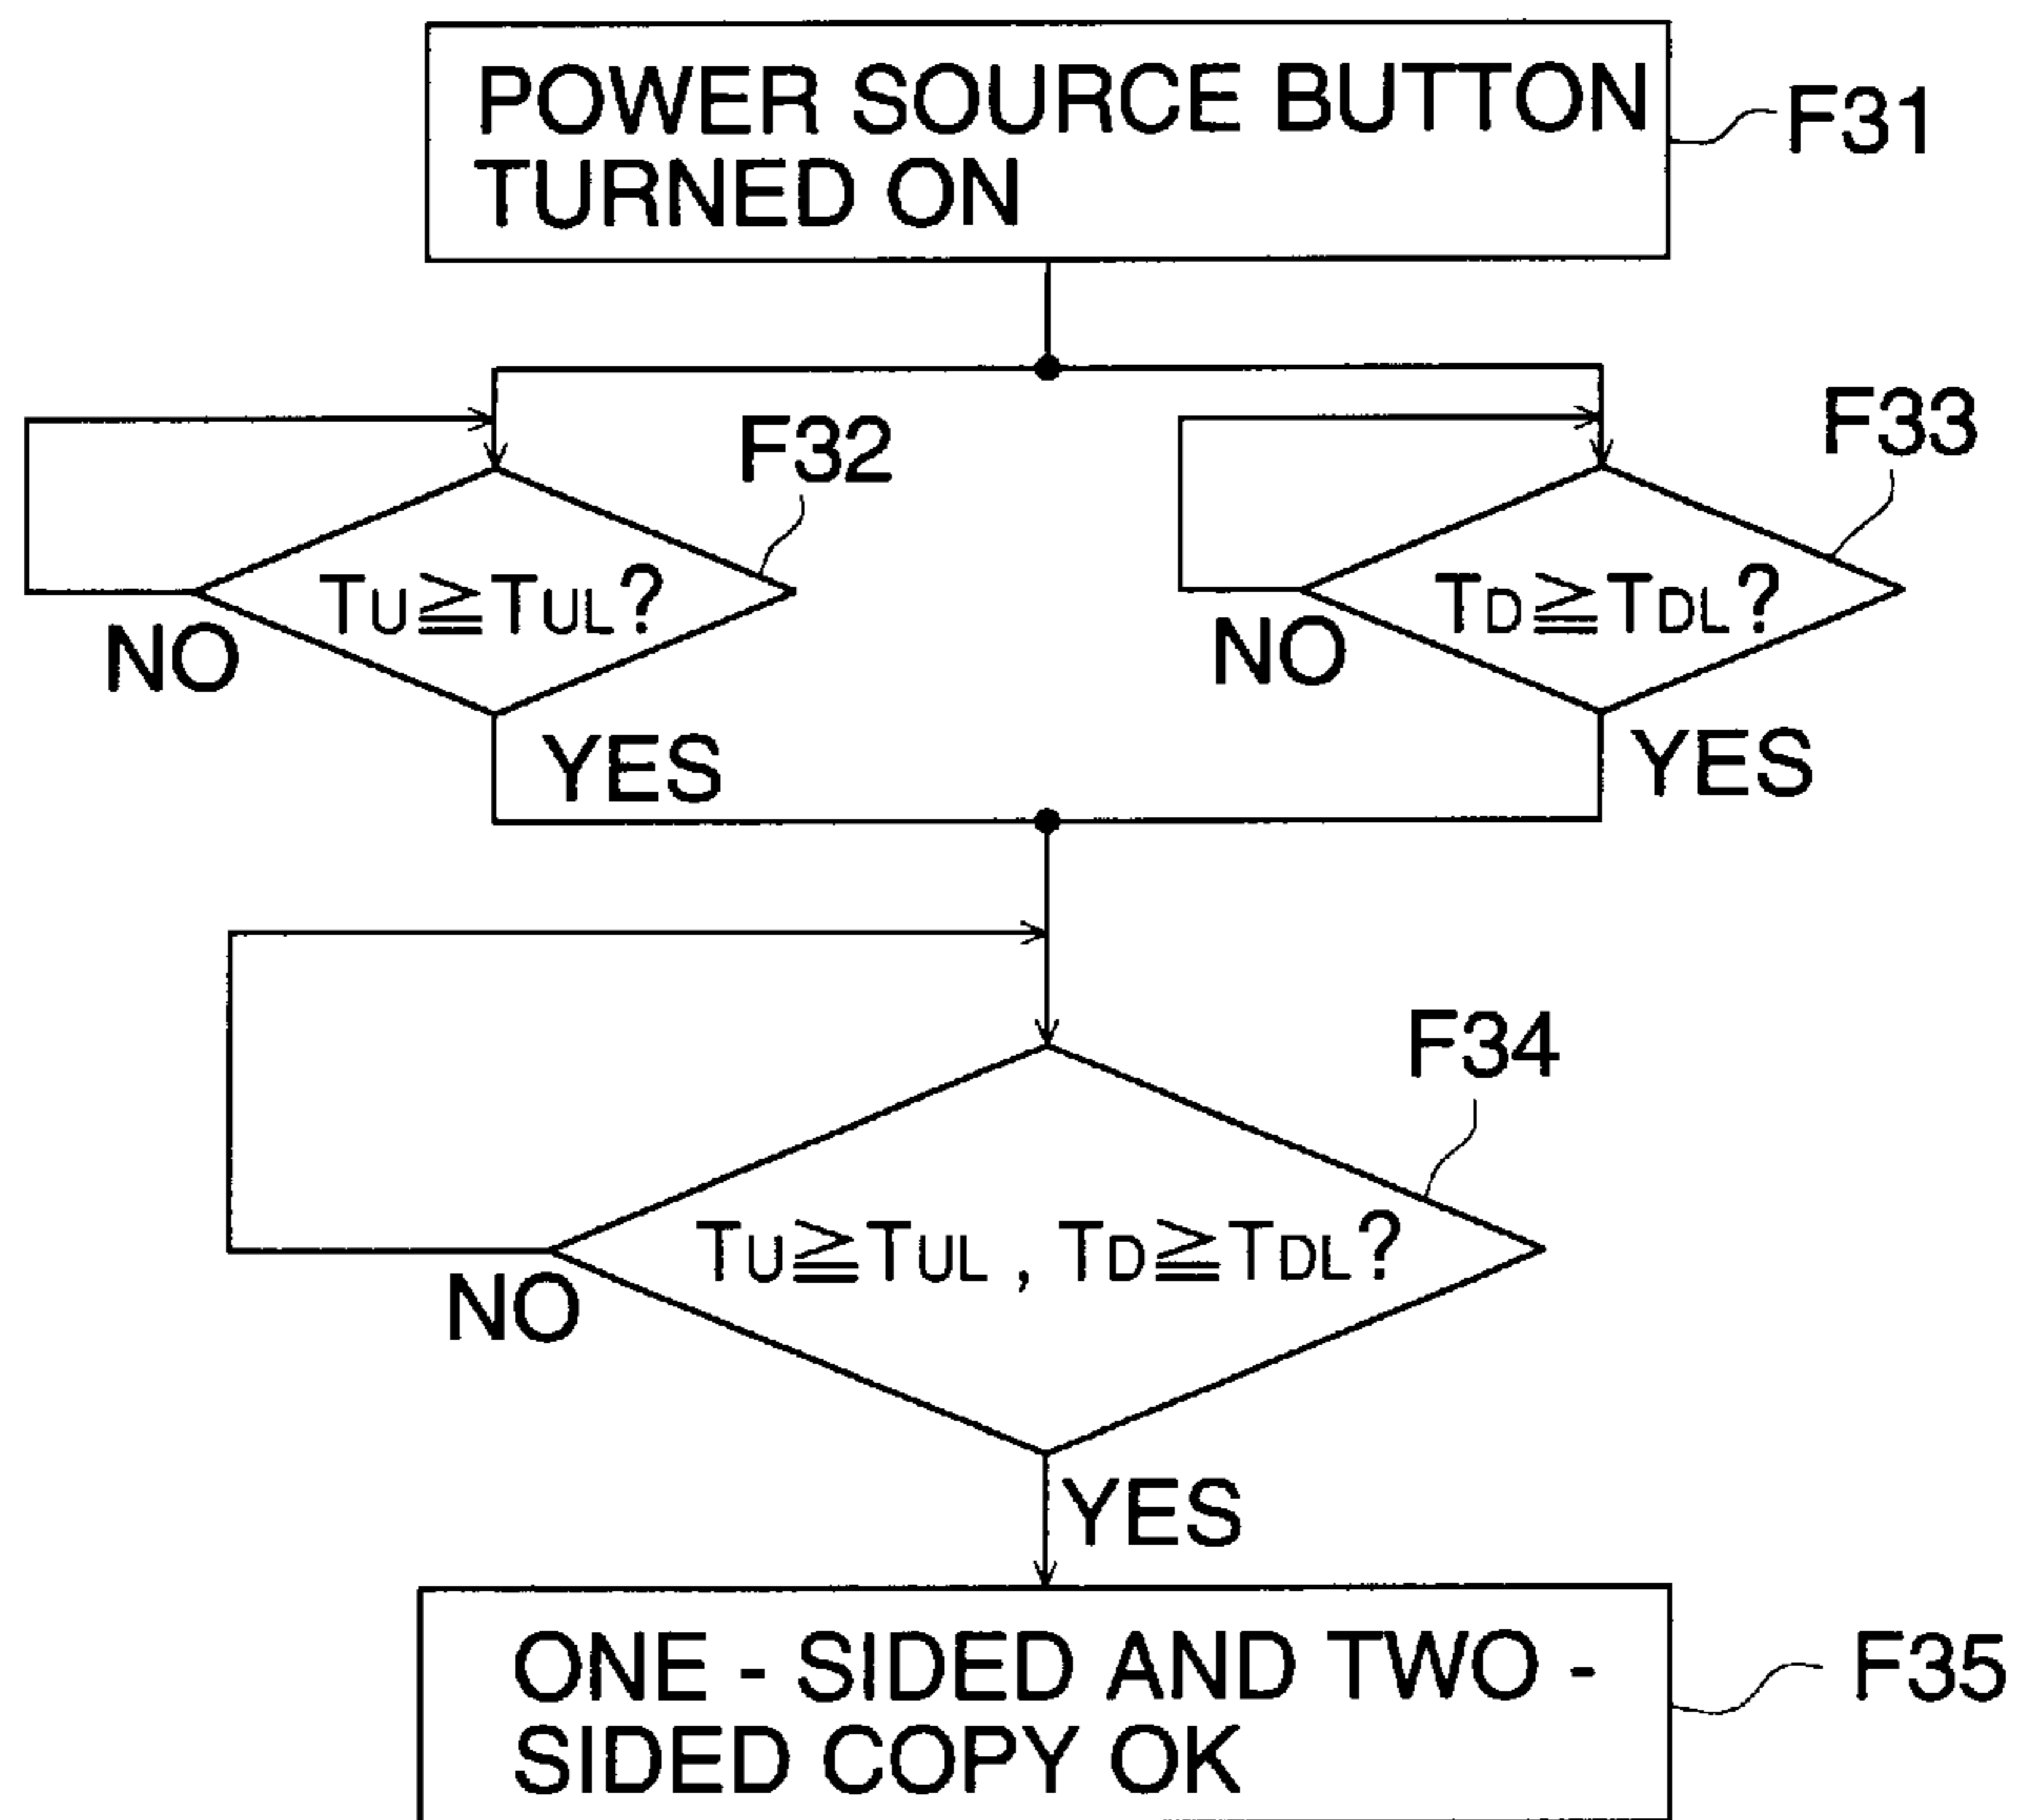 POWER SOURCE BUTTON
TURNED ON
F31
F32
F33
TU≧TUL?
NO
YES
TD≧TDL?
NO
YES
F34
TU≧TUL , TD≧TDL?
NO
YES
ONE - SIDED AND TWO -
SIDED COPY OK
F35